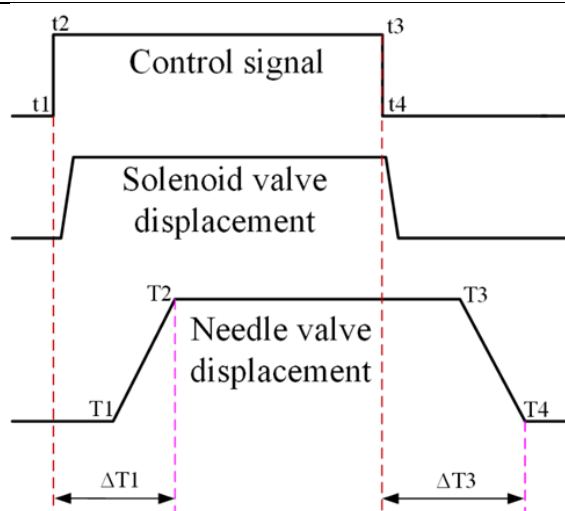 t2
t3
Control signal
t1
t4
Solenoid valve
displacement
T2
T3
Needle valve
displacement
T1
T4
ΔT1
ΔT3